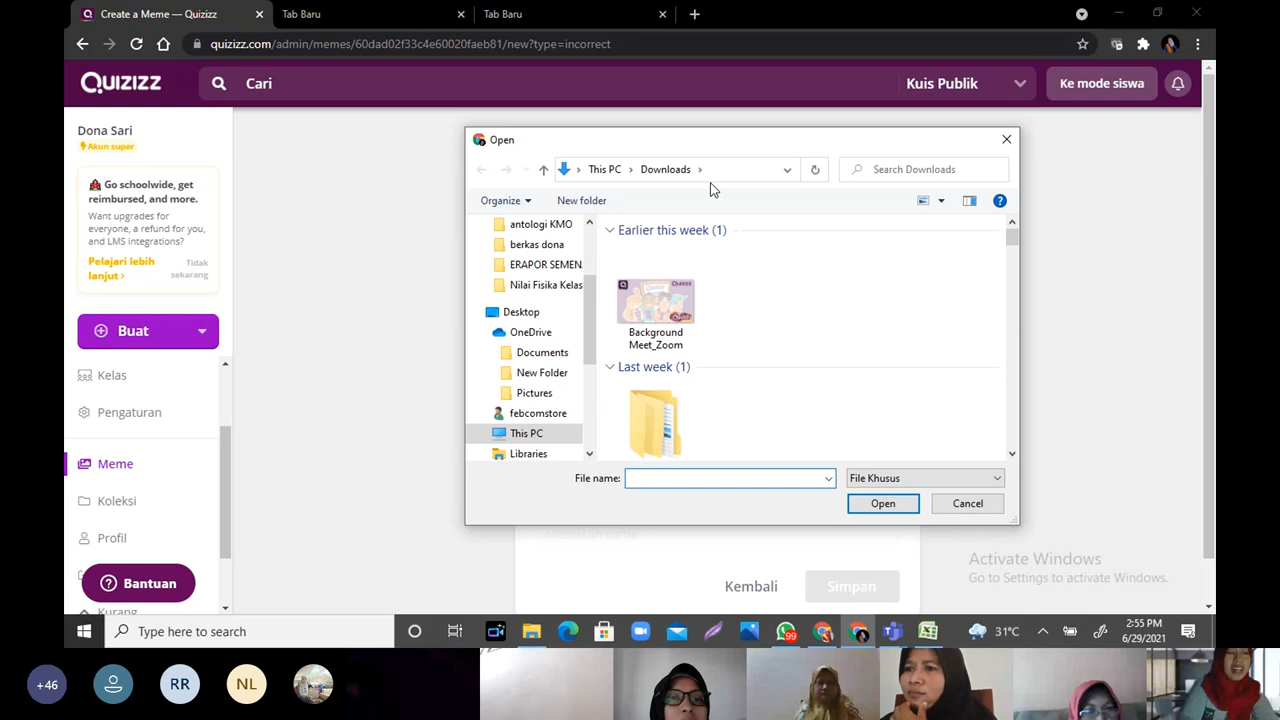 Create a Meme — Quizizz
Tab Baru
Tab Baru
quizizz.com/admin/memes/60dad02f33c4e60020faeb81/new?type=incorrect
QUIZIZZ
Cari
Kuis Publik
Ke mode siswa
Dona Sari
Akun super
Go schoolwide, get
reimbursed, and more.
Want upgrades for
everyone, a refund for you,
and LMS integrations?
Pelajari lebih
lanjut ›
Tidak
sekarang
Buat
Kelas
Pengaturan
Meme
Koleksi
Profil
Bantuan
Kurang
Open
This PC
Downloads
Search Downloads
Organize
New folder
antologi KMO
berkas dona
ERAPOR SEMEN
Nilai Fisika Kelas
Desktop
OneDrive
Documents
New Folder
Pictures
febcomstore
This PC
Libraries
Earlier this week (1)
Background
Meet_Zoom
Last week (1)
File name:
File Khusus
Open
Cancel
Kembali
Simpan
Activate Windows
Go to Settings to activate Windows.
Type here to search
99
31°C
2:55 PM
6/29/2021
+46
RR
NL